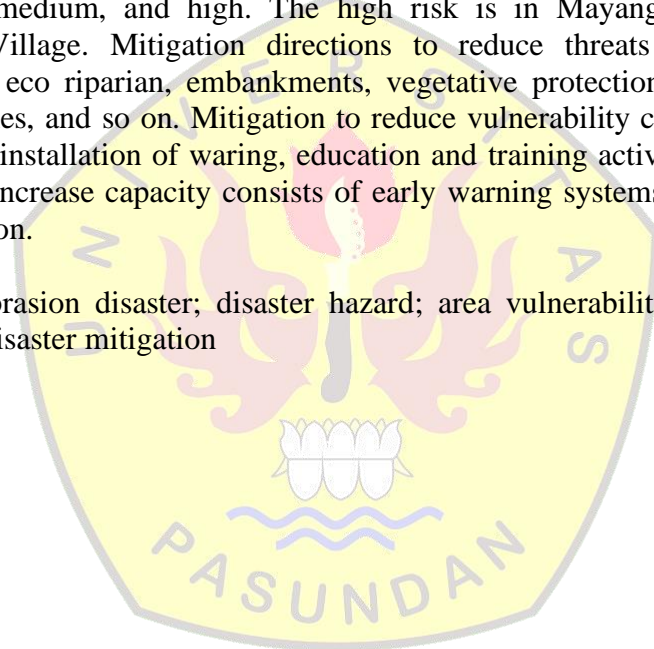 medium, and high. The high risk is in Mayang
Village. Mitigation directions to reduce threats
eco riparian, embankments, vegetative protection
es, and so on. Mitigation to reduce vulnerability c
installation of waring, education and training activ
ncrease capacity consists of early warning systems
on.
brasion disaster; disaster hazard; area vulnerabilit
isaster mitigation
UNIVERSITAS
PASUNDAN